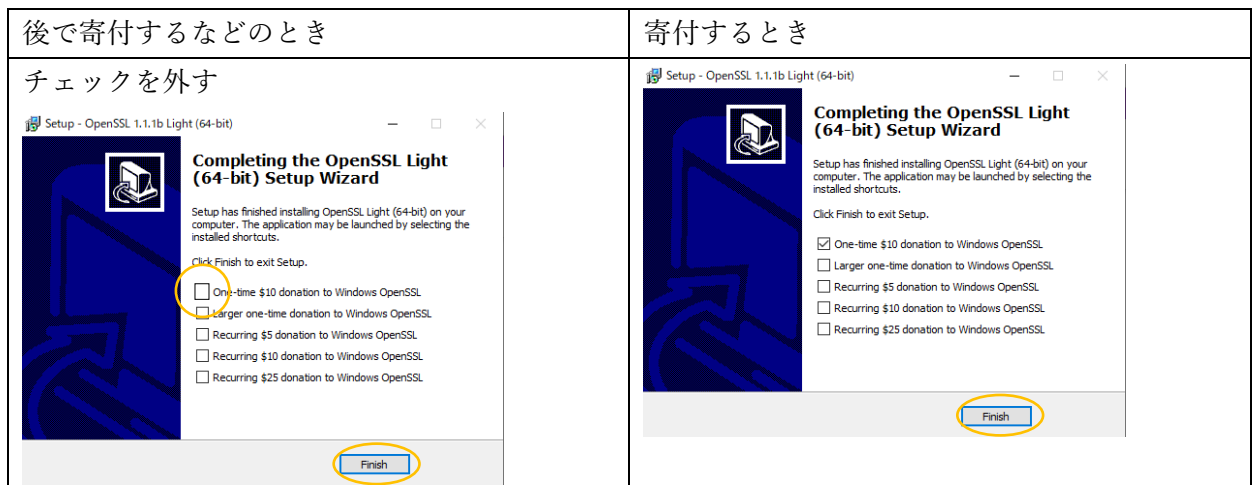 後で寄付するなどのとき
寄付するとき
チェックを外す
Setup - OpenSSL 1.1.1b Light (64-bit)
Completing the OpenSSL Light
(64-bit) Setup Wizard
Setup has finished installing OpenSSL Light (64-bit) on your
computer. The application may be launched by selecting the
installed shortcuts.
Click Finish to exit Setup.
One-time $10 donation to Windows OpenSSL
Larger one-time donation to Windows OpenSSL
Recurring $5 donation to Windows OpenSSL
Recurring $10 donation to Windows OpenSSL
Recurring $25 donation to Windows OpenSSL
Finish
Setup - OpenSSL 1.1.1b Light (64-bit)
Completing the OpenSSL Light
(64-bit) Setup Wizard
Setup has finished installing OpenSSL Light (64-bit) on your
computer. The application may be launched by selecting the
installed shortcuts.
Click Finish to exit Setup.
One-time $10 donation to Windows OpenSSL
Larger one-time donation to Windows OpenSSL
Recurring $5 donation to Windows OpenSSL
Recurring $10 donation to Windows OpenSSL
Recurring $25 donation to Windows OpenSSL
Finish